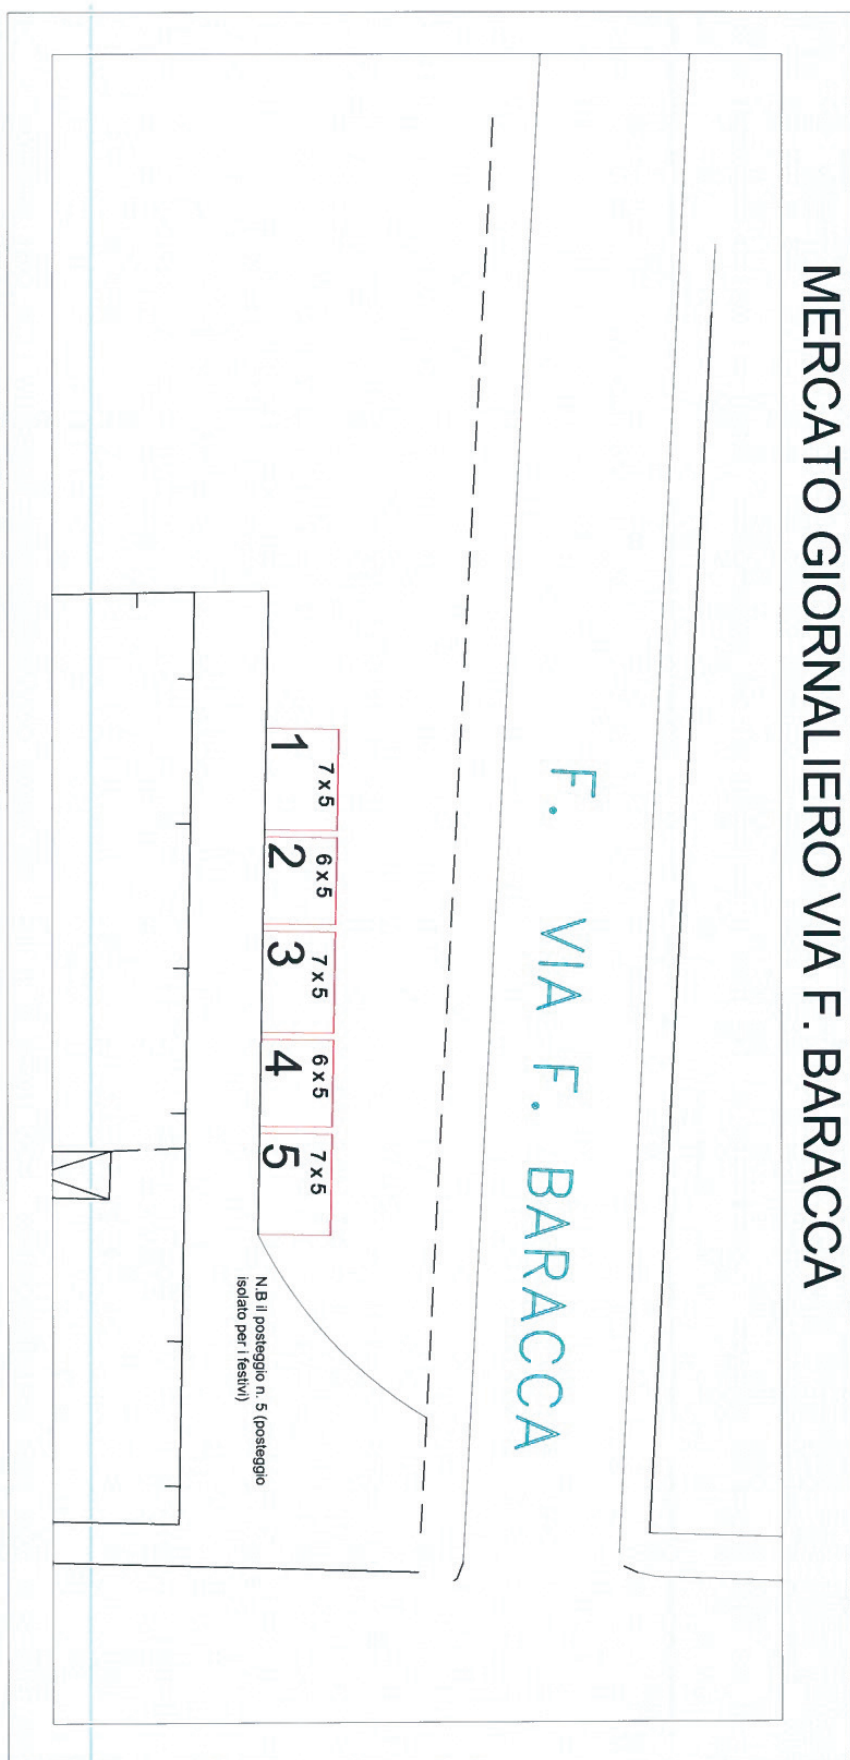 MERCATO GIORNALIERO VIA F. BARACCA
F. VIA F. BARACCA
7 x 5
1
6 x 5
2
7 x 5
3
6 x 5
4
7 x 5
5
N.B il posteggio n. 5 (posteggio
isolato per i festivi)